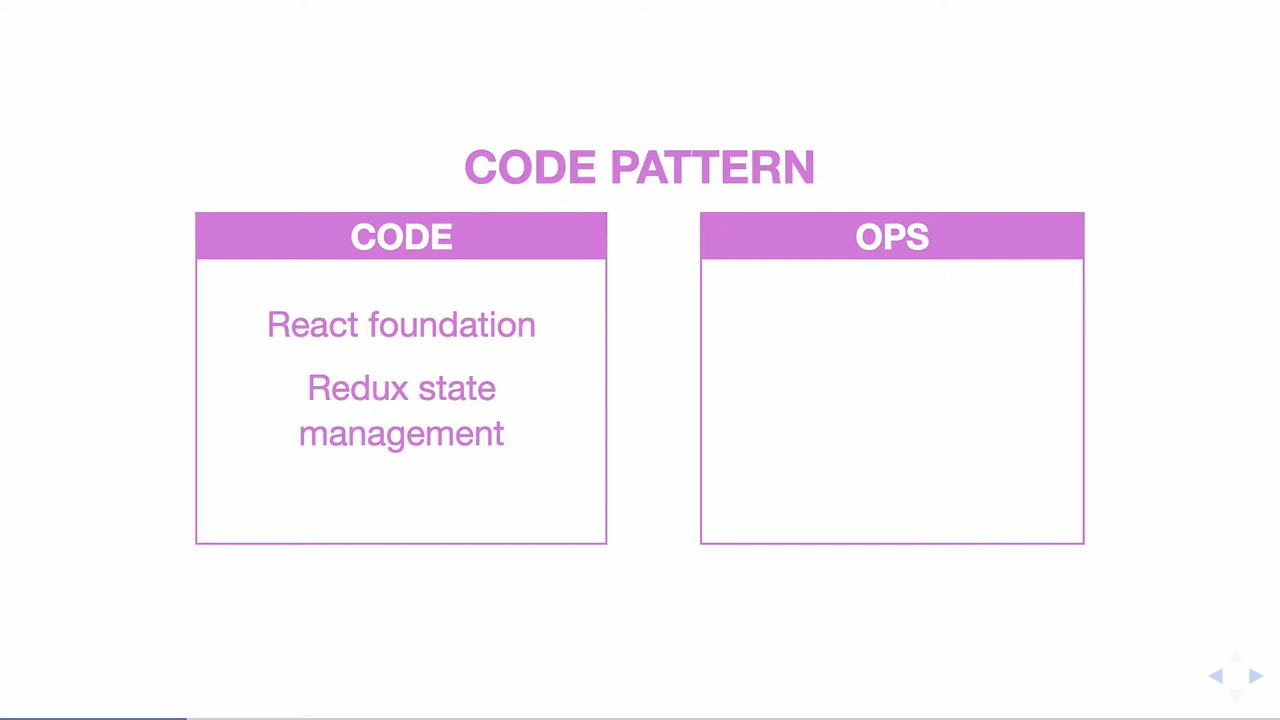 CODE PATTERN
CODE
React foundation
Redux state
management
OPS